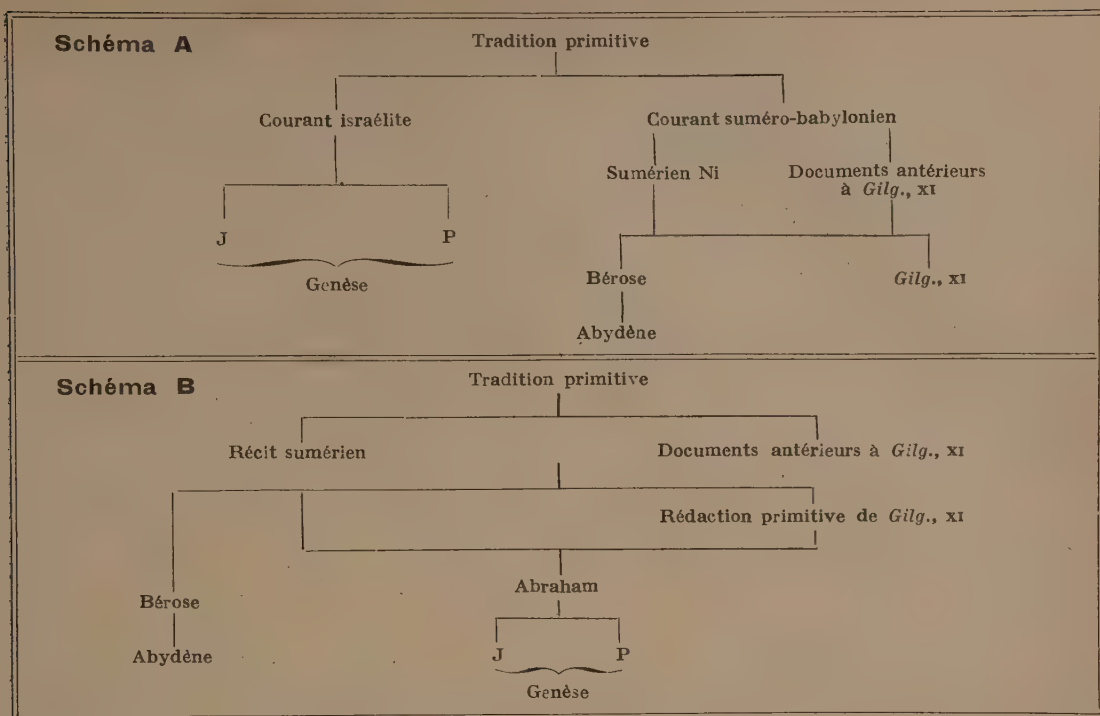 Schéma A
Tradition primitive
Courant israélite
Courant suméro-babylonien
Sumérien Ni
Documents antérieurs
à Gilg., XI
J
P
Genèse
Bérose
Gilg., XI
Abydène
Schéma B
Tradition primitive
Récit sumérien
Documents antérieurs à Gilg., XI
Rédaction primitive de Gilg., XI
Abraham
Bérose
Abydène
J
P
Genèse